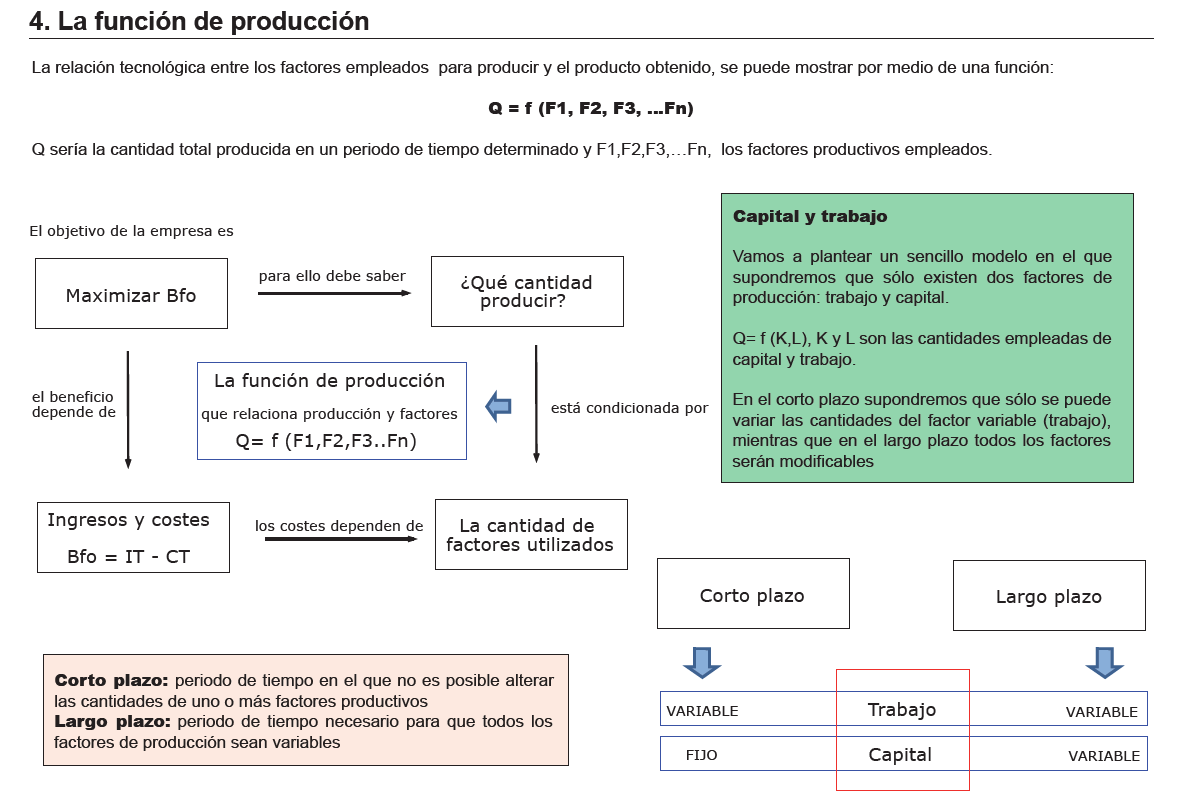 4. La función de producción
La relación tecnológica entre los factores empleados para producir y el producto obtenido, se puede mostrar por medio de una función:
Q = f (F1, F2, F3, ...Fn)
Q sería la cantidad total producida en un periodo de tiempo determinado y F1,F2,F3,…Fn, los factores productivos empleados.
El objetivo de la empresa es
Maximizar Bfo
para ello debe saber
¿Qué cantidad
producir?
el beneficio
depende de
La función de producción
que relaciona producción y factores
Q= f (F1,F2,F3..Fn)
está condicionada por
Ingresos y costes
Bfo = IT - CT
los costes dependen de
La cantidad de
factores utilizados
Capital y trabajo
Vamos a plantear un sencillo modelo en el que
supondremos que sólo existen dos factores de
producción: trabajo y capital.
Q= f (K,L), K y L son las cantidades empleadas de
capital y trabajo.
En el corto plazo supondremos que sólo se puede
variar las cantidades del factor variable (trabajo),
mientras que en el largo plazo todos los factores
serán modificables
Corto plazo: periodo de tiempo en el que no es posible alterar
las cantidades de uno o más factores productivos
Largo plazo: periodo de tiempo necesario para que todos los
factores de producción sean variables
Corto plazo
Largo plazo
VARIABLE
Trabajo
VARIABLE
FIJO
Capital
VARIABLE